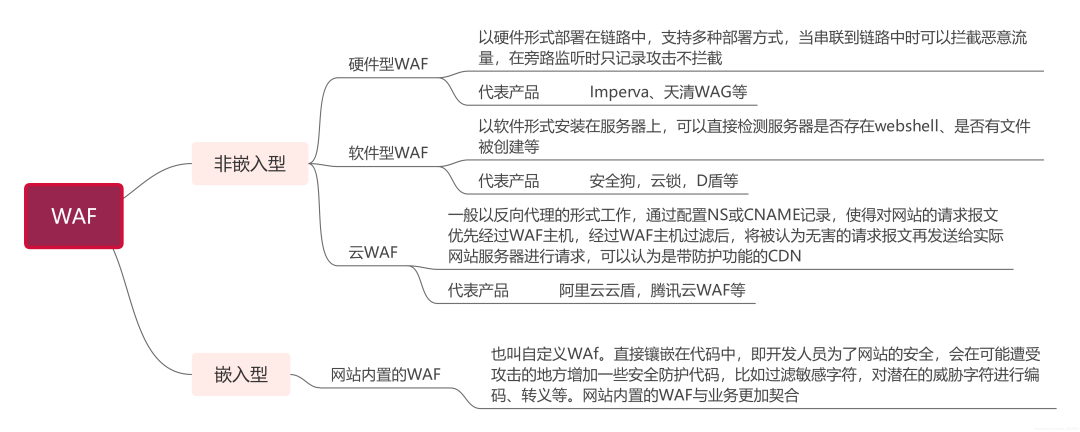 WAF
非嵌入型
硬件型WAF
以硬件形式部署在链路中，支持多种部署方式，当串联到链路中时可以拦截恶意流
量，在旁路监听时只记录攻击不拦截
代表产品 Imperva、天清WAG等
软件型WAF
以软件形式安装在服务器上，可以直接检测服务器是否存在webshell、是否有文件
被创建等
代表产品 安全狗，云锁，D盾等
云WAF
一般以反向代理的形式工作，通过配置NS或CNAME记录，使得对网站的请求报文
优先经过WAF主机，经过WAF主机过滤后，将被认为无害的请求报文再发送给实际
网站服务器进行请求，可以认为是带防护功能的CDN
代表产品 阿里云云盾，腾讯云WAF等
嵌入型
网站内置的WAF
也叫自定义WAf。直接镶嵌在代码中，即开发人员为了网站的安全，会在可能遭受
攻击的地方增加一些安全防护代码，比如过滤敏感字符，对潜在的威胁字符进行编
码、转义等。网站内置的WAF与业务更加契合